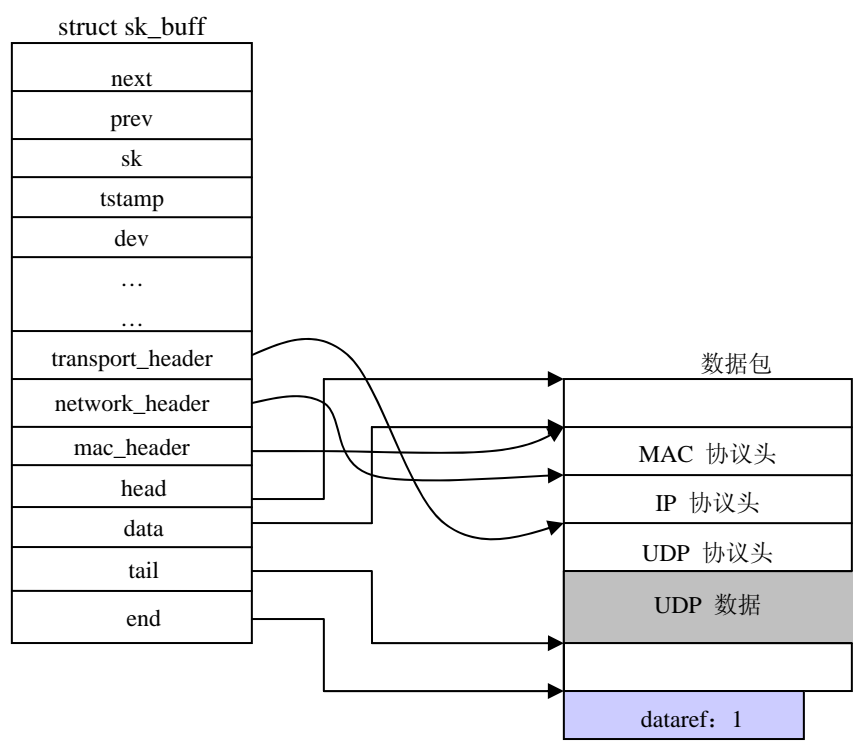 struct sk_buff
next
prev
sk
tstamp
dev
…
…
transport_header
network_header
mac_header
head
data
tail
end
数据包
MAC 协议头
IP 协议头
UDP 协议头
UDP 数据
dataref：1